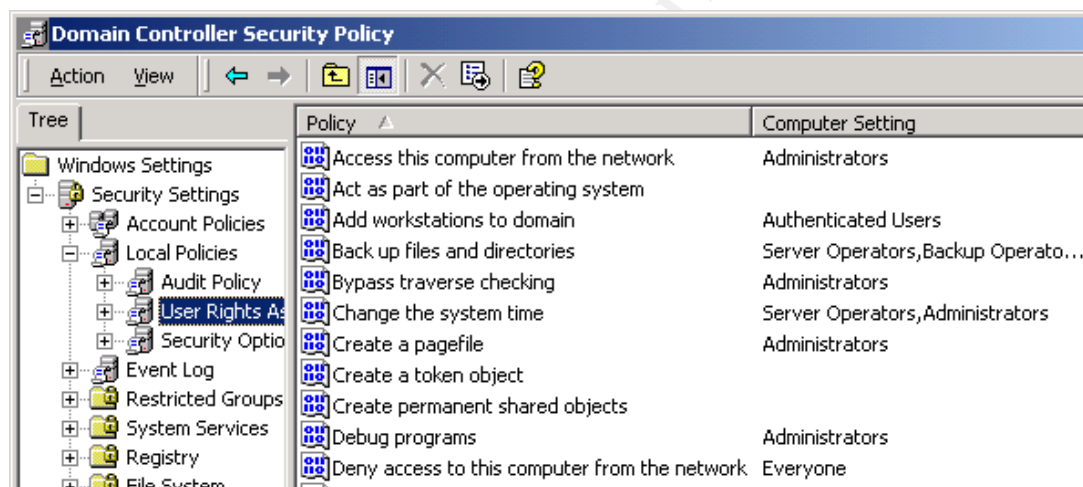 Domain Controller Security Policy
Action View
Tree
Policy Computer Setting
Windows Settings
Security Settings
Account Policies
Local Policies
Audit Policy
User Rights As
Security Optio
Event Log
Restricted Groups
System Services
Registry
File System
Access this computer from the network Administrators
Act as part of the operating system
Add workstations to domain Authenticated Users
Back up files and directories Server Operators,Backup Operato...
Bypass traverse checking Administrators
Change the system time Server Operators,Administrators
Create a pagefile Administrators
Create a token object
Create permanent shared objects
Debug programs Administrators
Deny access to this computer from the network Everyone